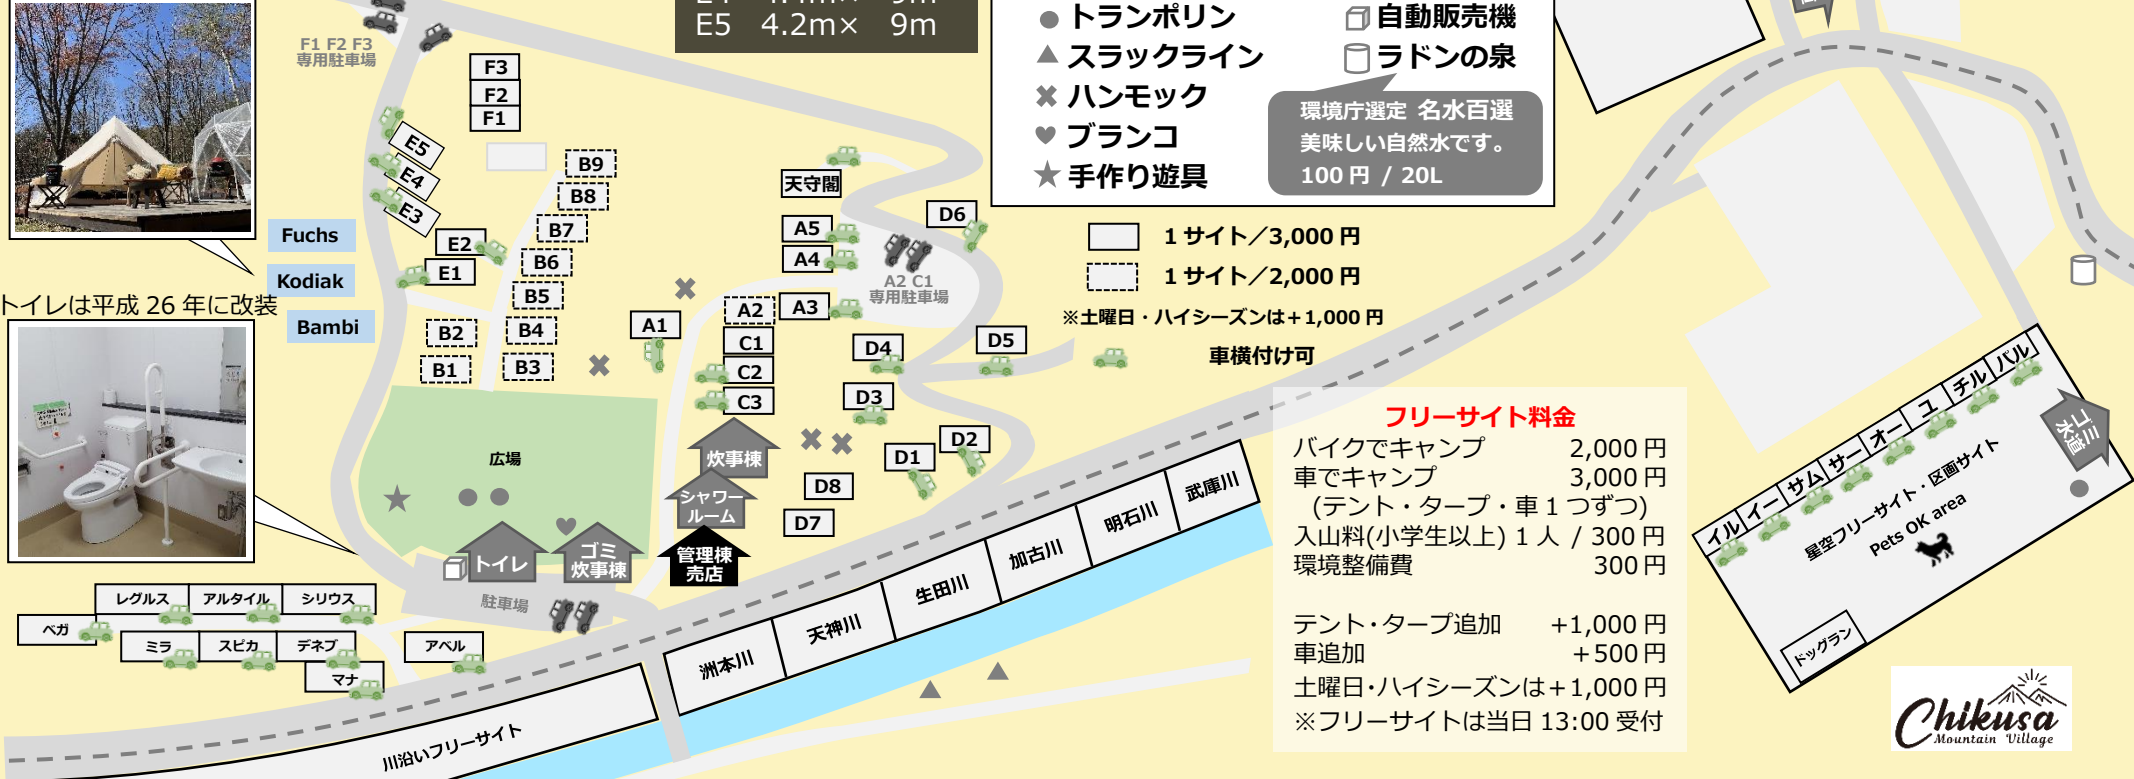 E5 4.2m× 9m
トランポリン
スラックライン
ハンモック
ブランコ
手作り遊具
自動販売機
ラドンの泉
環境庁選定 名水百選
美味しい自然水です。
100円 / 20L
F1 F2 F3
専用駐車場
F3
F2
F1
E5
E4
E3
E2
E1
B9
B8
B7
B6
B5
B4
B3
B2
B1
Fuchs
Kodiak
Bambi
トイレは平成 26 年に改装
天守閣
A5
A4
A3
A2
A1
C1
C2
C3
D6
A2 C1
専用駐車場
D5
D4
D3
D2
D1
D8
D7
1 サイト／3,000 円
1 サイト／2,000 円
※土曜日・ハイシーズンは＋1,000 円
車横付け可
広場
炊事棟
シャワー
ルーム
管理棟
売店
トイレ
ゴミ
炊事棟
駐車場
レグルス
アルタイル
シリウス
ベガ
ミラ
スピカ
デネブ
マナ
アベル
川沿いフリーサイト
洲本川
天神川
生田川
加古川
明石川
武庫川
フリーサイト料金
バイクでキャンプ 2,000 円
車でキャンプ 3,000 円
(テント・タープ・車 1 つずつ)
入山料(小学生以上) 1 人 / 300 円
環境整備費 300 円
テント・タープ追加 +1,000 円
車追加 ＋500 円
土曜日・ハイシーズンは＋1,000 円
※フリーサイトは当日 13:00 受付
イル
イー
サム
サー
オー
ユ
チル
バル
星空フリーサイト・区画サイト
Pets OK area
ドッグラン
ゴミ
水道
Chikusa
Mountain Village